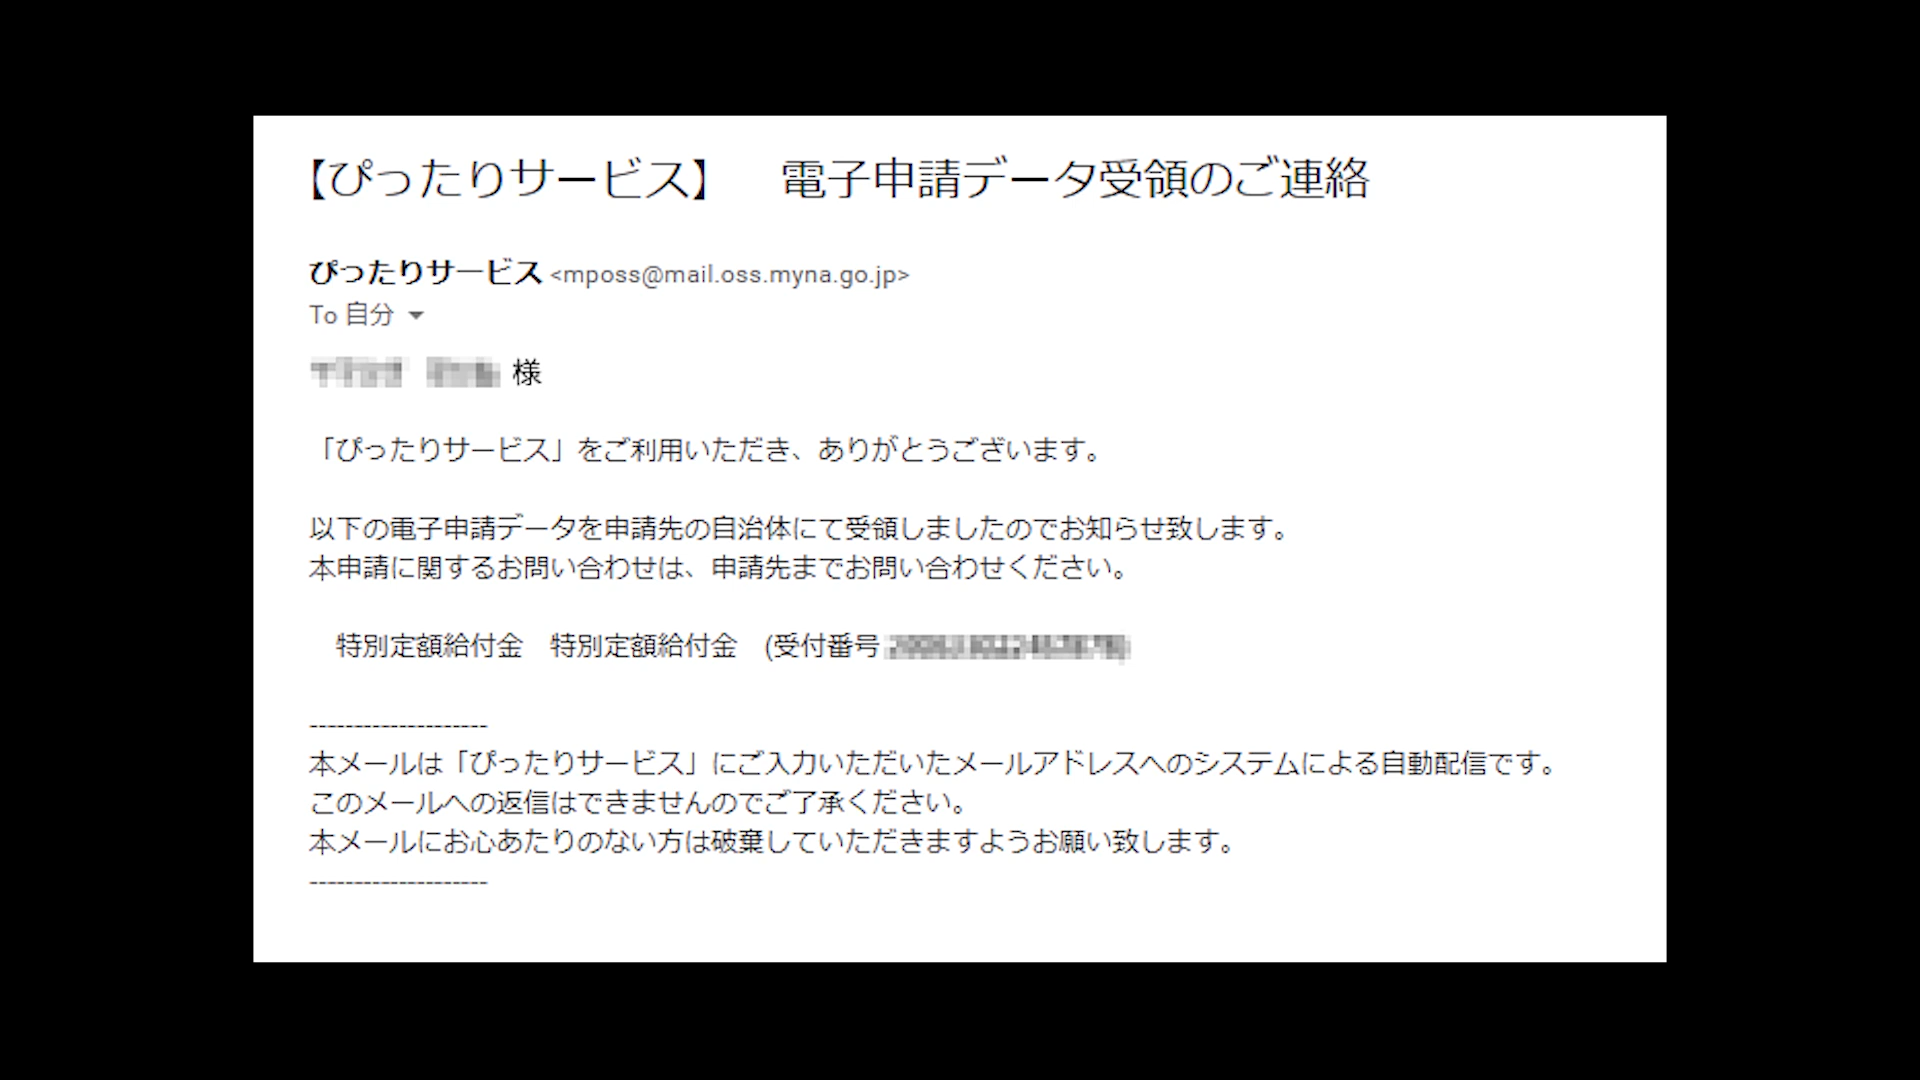 【ぴったりサービス】　電子申請データ受領のご連絡
ぴったりサービス <mposs@mail.oss.myna.go.jp>
To 自分
様
「ぴったりサービス」をご利用いただき、ありがとうございます。
以下の電子申請データを申請先の自治体にて受領しましたのでお知らせ致します。
本申請に関するお問い合わせは、申請先までお問い合わせください。
特別定額給付金　特別定額給付金　(受付番号
--------------------
本メールは「ぴったりサービス」にご入力いただいたメールアドレスへのシステムによる自動配信です。
このメールへの返信はできませんのでご了承ください。
本メールにお心あたりのない方は破棄していただきますようお願い致します。
--------------------